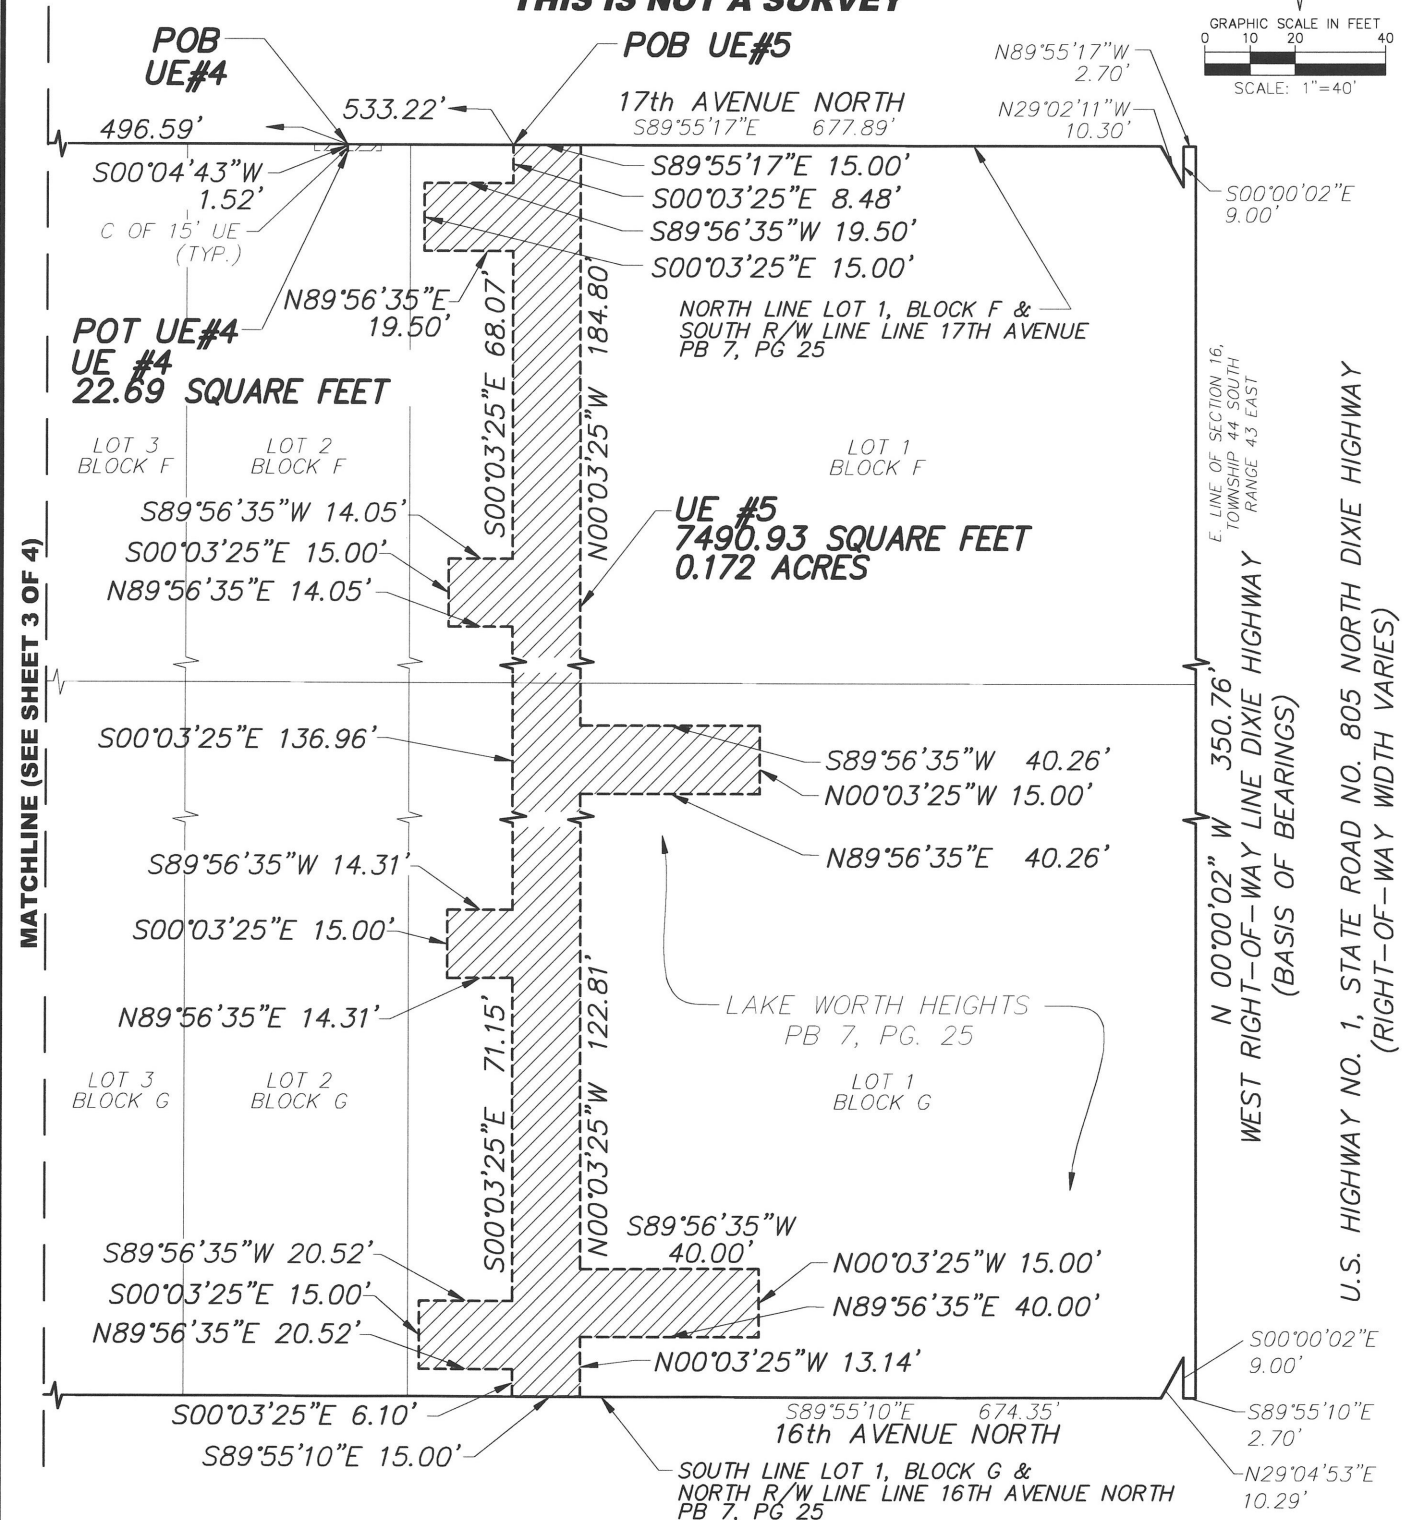 THIS IS NOT A SURVEY
GRAPHIC SCALE IN FEET
0 10 20 40
SCALE: 1"=40'
POB
UE#4
POB UE#5
N89°55'17"W
2.70'
N29°02'11"W
10.30'
533.22'
496.59'
17th AVENUE NORTH
S89°55'17"E 677.89'
S00°04'43"W
1.52'
C OF 15' UE
(TYP.)
S89°55'17"E 15.00'
S00°03'25"E 8.48'
S89°56'35"W 19.50'
S00°03'25"E 15.00'
S00°00'02"E
9.00'
N89°56'35"E
19.50'
NORTH LINE LOT 1, BLOCK F &
SOUTH R/W LINE LINE 17TH AVENUE
PB 7, PG 25
POT UE#4
UE #4
22.69 SQUARE FEET
S00°03'25"E 68.07'
N00°03'25"W 184.80'
E. LINE OF SECTION 16,
TOWNSHIP 44 SOUTH
RANGE 43 EAST
LOT 3
BLOCK F
LOT 2
BLOCK F
LOT 1
BLOCK F
S89°56'35"W 14.05'
S00°03'25"E 15.00'
N89°56'35"E 14.05'
UE #5
7490.93 SQUARE FEET
0.172 ACRES
MATCHLINE (SEE SHEET 3 OF 4)
S00°03'25"E 136.96'
S89°56'35"W 40.26'
N00°03'25"W 15.00'
N89°56'35"E 40.26'
N 00°00'02" W 350.76'
WEST RIGHT-OF-WAY LINE DIXIE HIGHWAY
(BASIS OF BEARINGS)
U.S. HIGHWAY NO. 1, STATE ROAD NO. 805 NORTH DIXIE HIGHWAY
(RIGHT-OF-WAY WIDTH VARIES)
S89°56'35"W 14.31'
S00°03'25"E 15.00'
N89°56'35"E 14.31'
LAKE WORTH HEIGHTS
PB 7, PG. 25
S00°03'25"E 71.15'
N00°03'25"W 122.81'
LOT 3
BLOCK G
LOT 2
BLOCK G
LOT 1
BLOCK G
S89°56'35"W
40.00'
S89°56'35"W 20.52'
S00°03'25"E 15.00'
N89°56'35"E 20.52'
N00°03'25"W 15.00'
N89°56'35"E 40.00'
N00°03'25"W 13.14'
S00°00'02"E
9.00'
S00°03'25"E 6.10'
S89°55'10"E 15.00'
S89°55'10"E 674.35'
16th AVENUE NORTH
S89°55'10"E
2.70'
N29°04'53"E
10.29'
SOUTH LINE LOT 1, BLOCK G &
NORTH R/W LINE LINE 16TH AVENUE NORTH
PB 7, PG 25